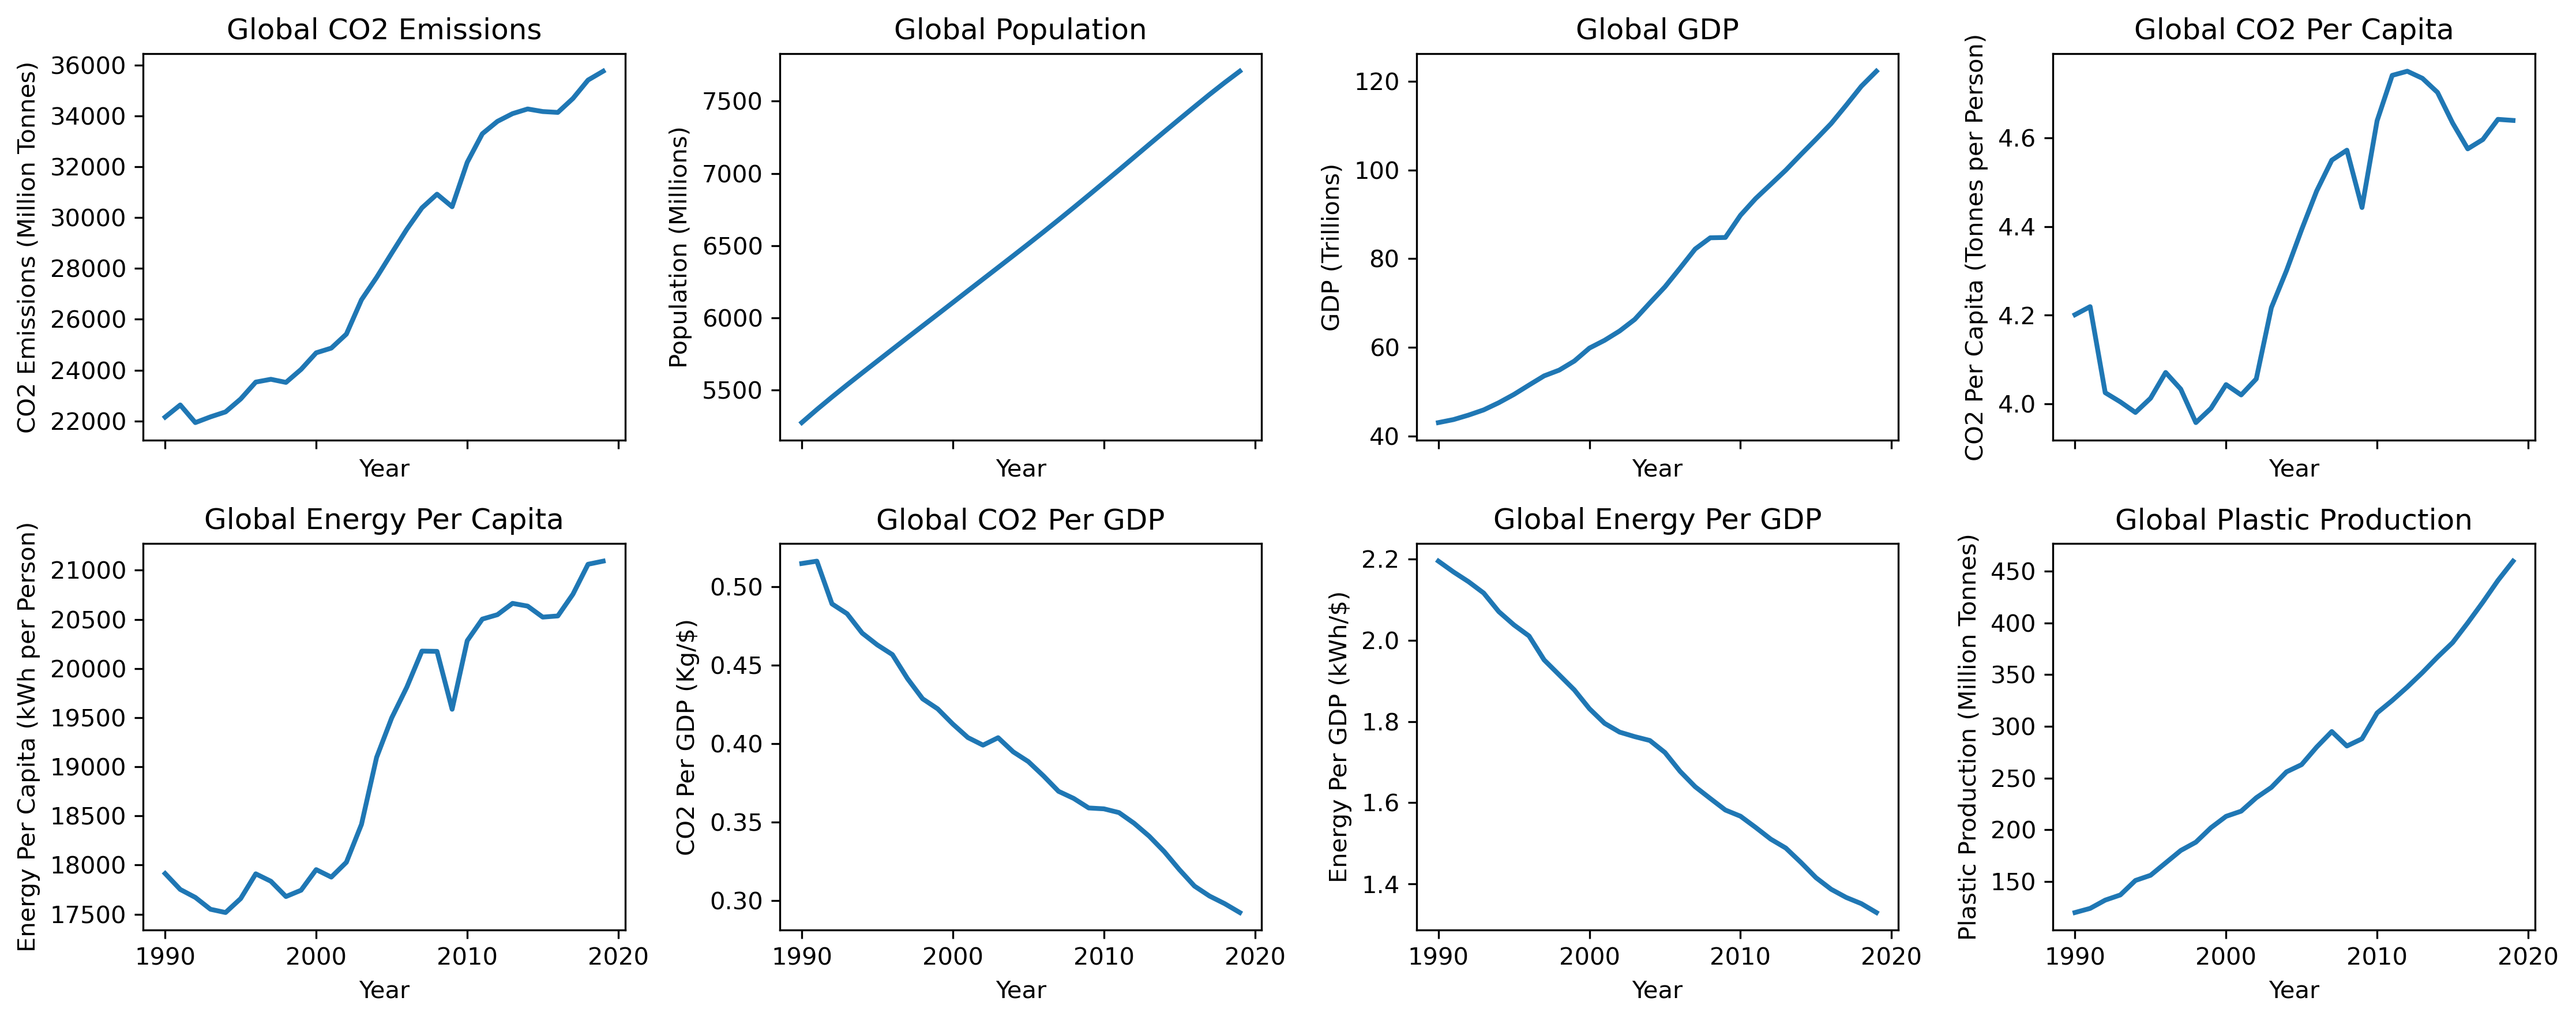 Global CO2 Emissions
CO2 Emissions (Million Tonnes)
36000
34000
32000
30000
28000
26000
24000
22000
Year
Global Population
Population (Millions)
7500
7000
6500
6000
5500
Year
Global GDP
GDP (Trillions)
120
100
80
60
40
Year
Global CO2 Per Capita
CO2 Per Capita (Tonnes per Person)
4.6
4.4
4.2
4.0
Year
Global Energy Per Capita
Energy Per Capita (kWh per Person)
21000
20500
20000
19500
19000
18500
18000
17500
1990 2000 2010 2020
Year
Global CO2 Per GDP
CO2 Per GDP (Kg/$)
0.50
0.45
0.40
0.35
0.30
1990 2000 2010 2020
Year
Global Energy Per GDP
Energy Per GDP (kWh/$)
2.2
2.0
1.8
1.6
1.4
1990 2000 2010 2020
Year
Global Plastic Production
Plastic Production (Million Tonnes)
450
400
350
300
250
200
150
1990 2000 2010 2020
Year